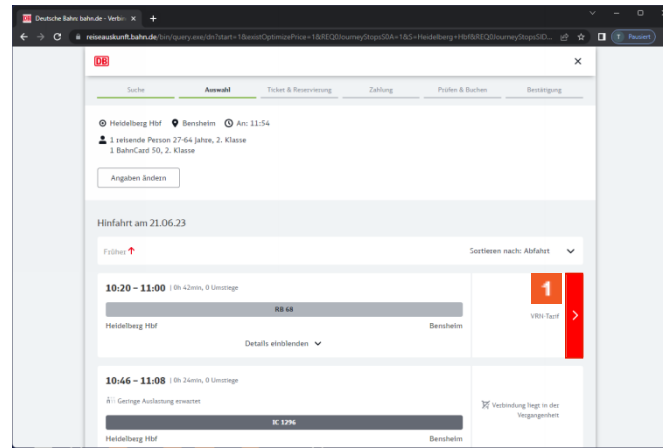 Deutsche Bahn: bahn.de - Verbin
reiseauskunft.bahn.de/bin/query.exe/dn?start=1&existOptimizePrice=1&REQ0JourneyStopsS0A=1&S=Heidelberg+Hbf&REQ0JourneyStopsSID...
Pausiert
DB
Suche
Auswahl
Ticket & Reservierung
Zahlung
Prüfen & Buchen
Bestätigung
Heidelberg Hbf Bensheim An: 11:54
1 reisende Person 27-64 Jahre, 2. Klasse
1 BahnCard 50, 2. Klasse
Angaben ändern
Hinfahrt am 21.06.23
Früher
Sortieren nach: Abfahrt
10:20 – 11:00 | 0h 42min, 0 Umstiege
1
RB 68
VRN-Tarif
Heidelberg Hbf Bensheim
Details einblenden
10:46 – 11:08 | 0h 24min, 0 Umstiege
Geringe Auslastung erwartet
Verbindung liegt in der
Vergangenheit
IC 1296
Heidelberg Hbf Bensheim